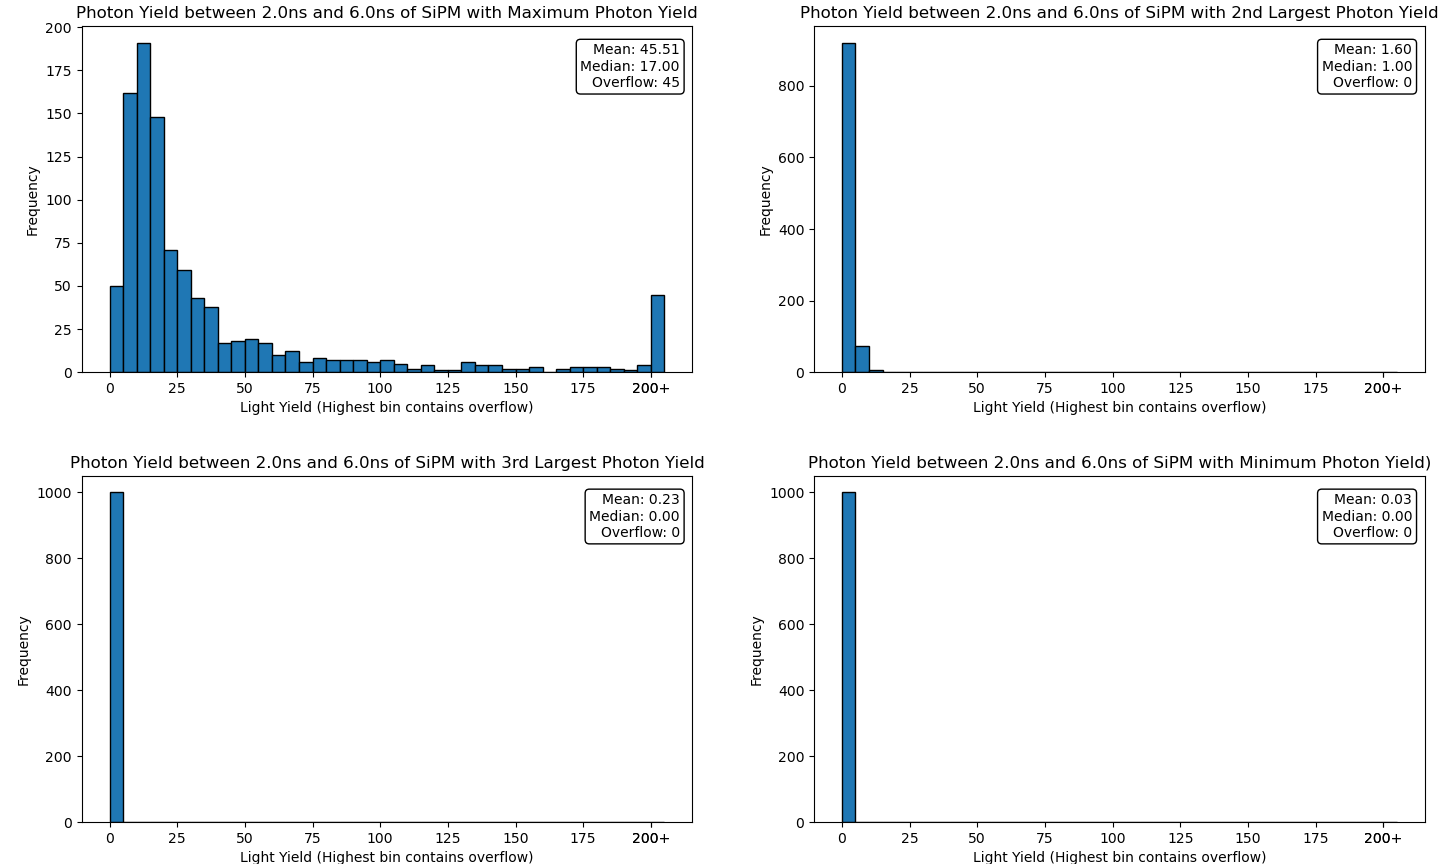 Photon Yield between 2.0ns and 6.0ns of SiPM with Maximum Photon Yield
Mean: 45.51
Median: 17.00
Overflow: 45
Frequency
200
175
150
125
100
75
50
25
0
0 25 50 75 100 125 150 175 200 200+
Light Yield (Highest bin contains overflow)
Photon Yield between 2.0ns and 6.0ns of SiPM with 2nd Largest Photon Yield
Mean: 1.60
Median: 1.00
Overflow: 0
Frequency
800
600
400
200
0
0 25 50 75 100 125 150 175 200 200+
Light Yield (Highest bin contains overflow)
Photon Yield between 2.0ns and 6.0ns of SiPM with 3rd Largest Photon Yield
Mean: 0.23
Median: 0.00
Overflow: 0
Frequency
1000
800
600
400
200
0
0 25 50 75 100 125 150 175 200 200+
Light Yield (Highest bin contains overflow)
Photon Yield between 2.0ns and 6.0ns of SiPM with Minimum Photon Yield)
Mean: 0.03
Median: 0.00
Overflow: 0
Frequency
1000
800
600
400
200
0
0 25 50 75 100 125 150 175 200 200+
Light Yield (Highest bin contains overflow)